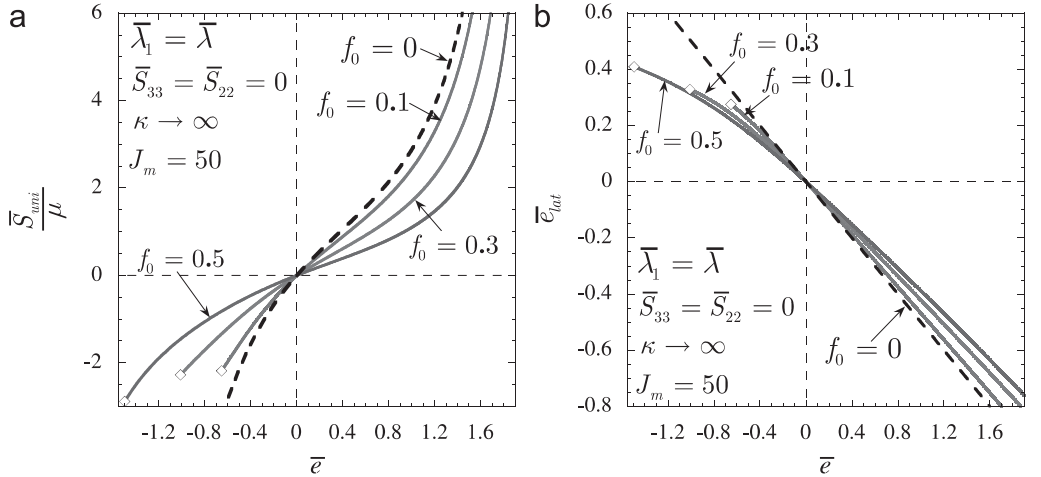 a
λ̄₁ = λ̄
S̄₃₃ = S̄₂₂ = 0
κ → ∞
J_m = 50
f₀ = 0
f₀ = 0.1
f₀ = 0.3
f₀ = 0.5
S̄_uni / μ
6
4
2
0
-2
-1.2 -0.8 -0.4 0 0.4 0.8 1.2 1.6
ē
b
f₀ = 0.3
f₀ = 0.1
f₀ = 0.5
λ̄₁ = λ̄
S̄₃₃ = S̄₂₂ = 0
κ → ∞
J_m = 50
f₀ = 0
ē_lat
0.6
0.4
0.2
0
-0.2
-0.4
-0.6
-0.8
-1.2 -0.8 -0.4 0 0.4 0.8 1.2 1.6
ē